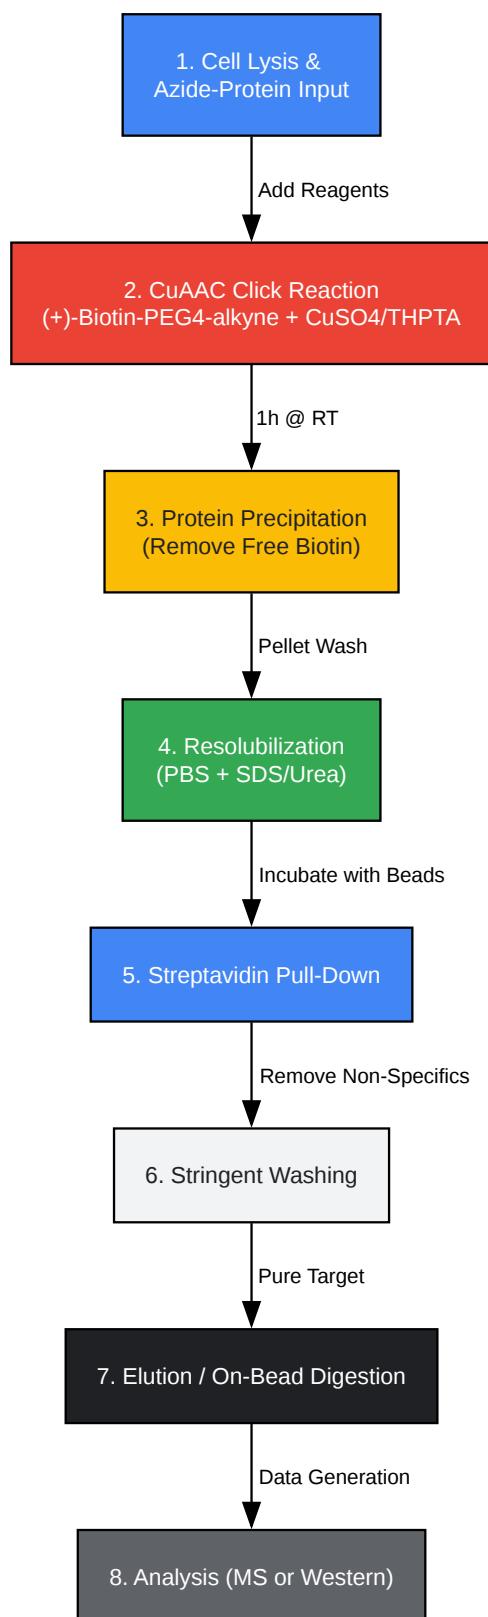 1. Cell Lysis &
Azide-Protein Input
Add Reagents
2. CuAAC Click Reaction
(+)-Biotin-PEG4-alkyne + CuSO4/THPTA
1h @ RT
3. Protein Precipitation
(Remove Free Biotin)
Pellet Wash
4. Resolubilization
(PBS + SDS/Urea)
Incubate with Beads
5. Streptavidin Pull-Down
Remove Non-Specifics
6. Stringent Washing
Pure Target
7. Elution / On-Bead Digestion
Data Generation
8. Analysis (MS or Western)